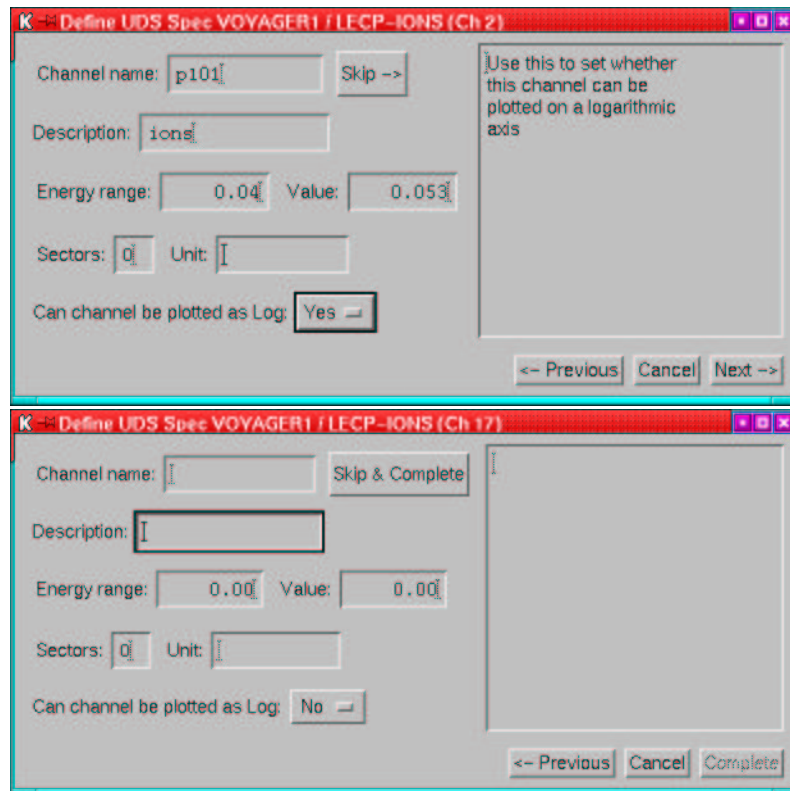 K Define UDS Spec VOYAGER1 / LECP-IONS (Ch 2)
Channel name: p101 Skip ->
Description: ions
Energy range: 0.04 Value: 0.053
Sectors: 0 Unit:
Can channel be plotted as Log: Yes
Use this to set whether
this channel can be
plotted on a logarithmic
axis
<- Previous Cancel Next ->
K Define UDS Spec VOYAGER1 / LECP-IONS (Ch 17)
Channel name: Skip & Complete
Description:
Energy range: 0.00 Value: 0.00
Sectors: 0 Unit:
Can channel be plotted as Log: No
<- Previous Cancel Complete